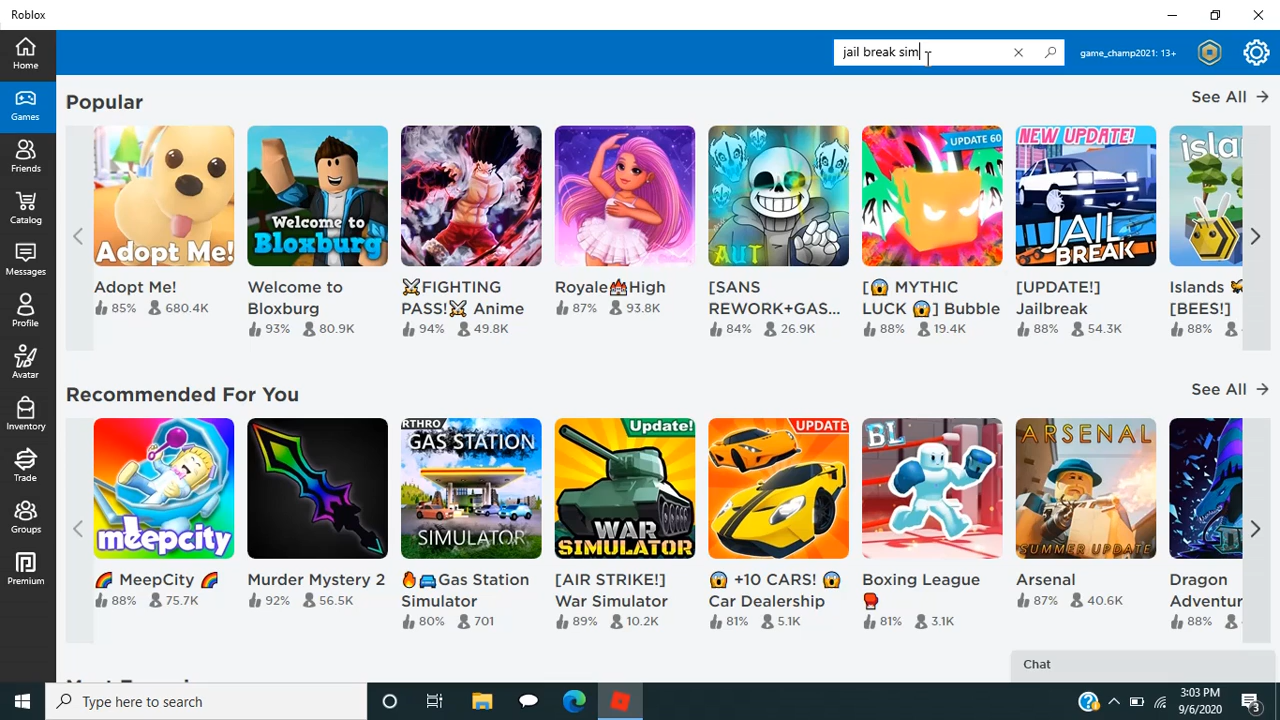 Roblox
jail break sim
game_champ2021: 13+
Home
Games
Friends
Catalog
Messages
Profile
Avatar
Inventory
Trade
Groups
Premium
Popular
See All
Adopt Me!
Welcome to
Bloxburg
AUT
UPDATE 60
NEW UPDATE!
JAIL
BREAK
isla
Adopt Me!
85% 680.4K
Welcome to
Bloxburg
93% 80.9K
⚔️FIGHTING
PASS!⚔️ Anime
94% 49.8K
Royale🏰High
87% 93.8K
[SANS
REWORK+GAS...
84% 26.9K
[😱 MYTHIC
LUCK 😱] Bubble
88% 19.4K
[UPDATE!]
Jailbreak
88% 54.3K
Islands 🐝
[BEES!]
88%
Recommended For You
See All
meepcity
RTHRO
GAS STATION
SIMULATOR
Update!
WAR
SIMULATOR
UPDATE
BL
ARSENAL
SUMMER UPDATE
🌈 MeepCity 🌈
88% 75.7K
Murder Mystery 2
92% 56.5K
🔥🚘Gas Station
Simulator
80% 701
[AIR STRIKE!]
War Simulator
89% 10.2K
😱 +10 CARS! 😱
Car Dealership
81% 5.1K
Boxing League
🥊
81% 3.1K
Arsenal
87% 40.6K
Dragon
Adventur
88%
Chat
Type here to search
3:03 PM
9/6/2020
3